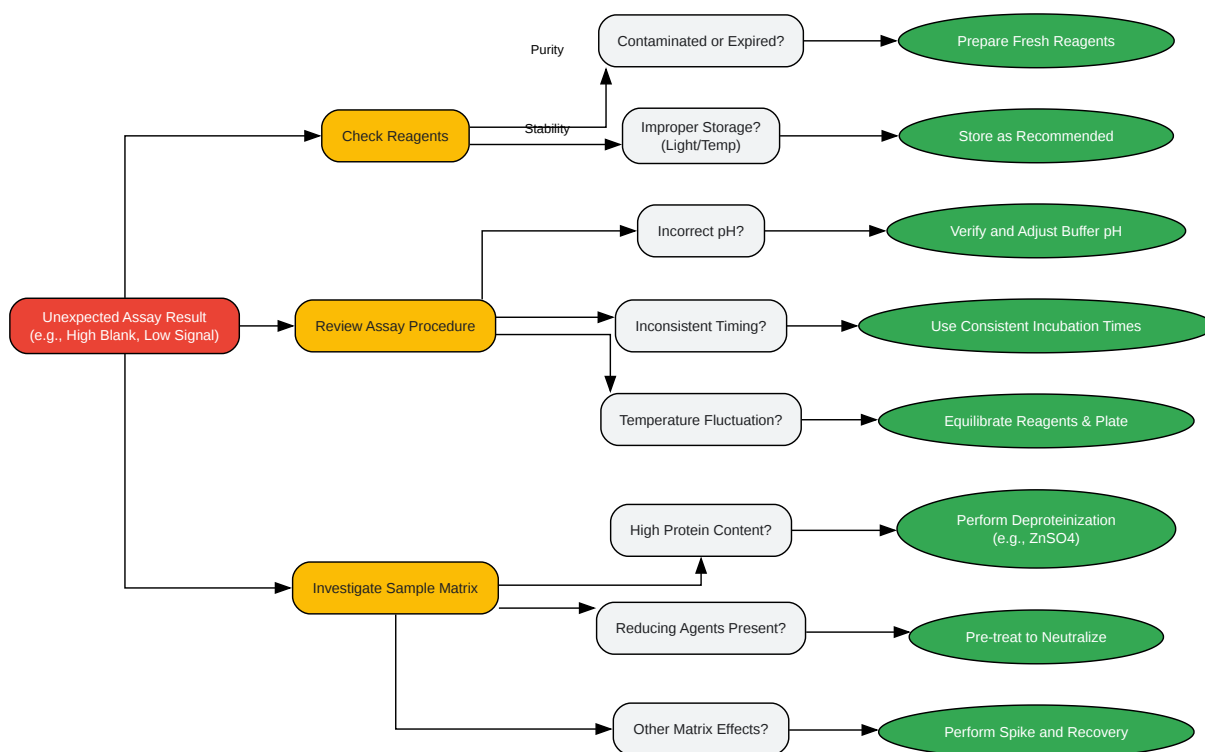 Purity
Contaminated or Expired?
Prepare Fresh Reagents
Check Reagents
Stability
Improper Storage?
(Light/Temp)
Store as Recommended
Incorrect pH?
Verify and Adjust Buffer pH
Unexpected Assay Result
(e.g., High Blank, Low Signal)
Review Assay Procedure
Inconsistent Timing?
Use Consistent Incubation Times
Temperature Fluctuation?
Equilibrate Reagents & Plate
High Protein Content?
Perform Deproteinization
(e.g., ZnSO4)
Investigate Sample Matrix
Reducing Agents Present?
Pre-treat to Neutralize
Other Matrix Effects?
Perform Spike and Recovery